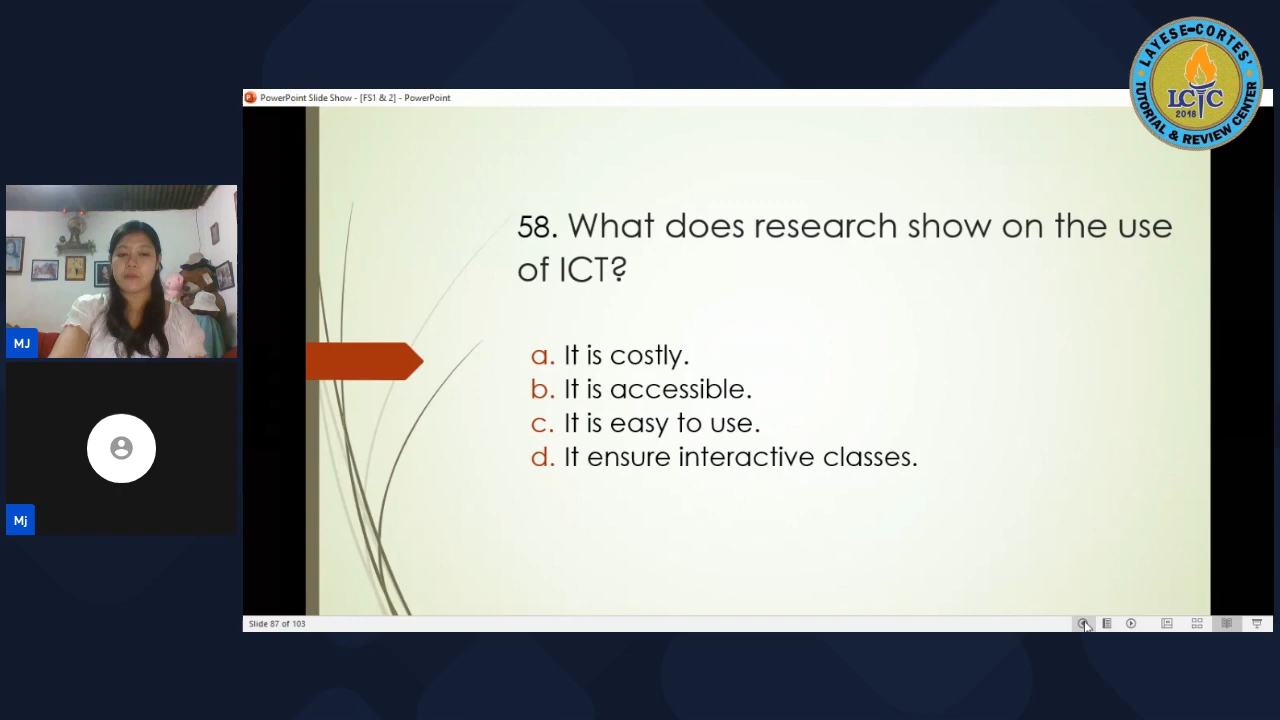 LAYESE-CORTES'
LCTC
2018
TUTORIAL & REVIEW CENTER
PowerPoint Slide Show - [FS1 & 2] - PowerPoint
58. What does research show on the use
of ICT?
a. It is costly.
b. It is accessible.
c. It is easy to use.
d. It ensure interactive classes.
MJ
Mj
Slide 87 of 103